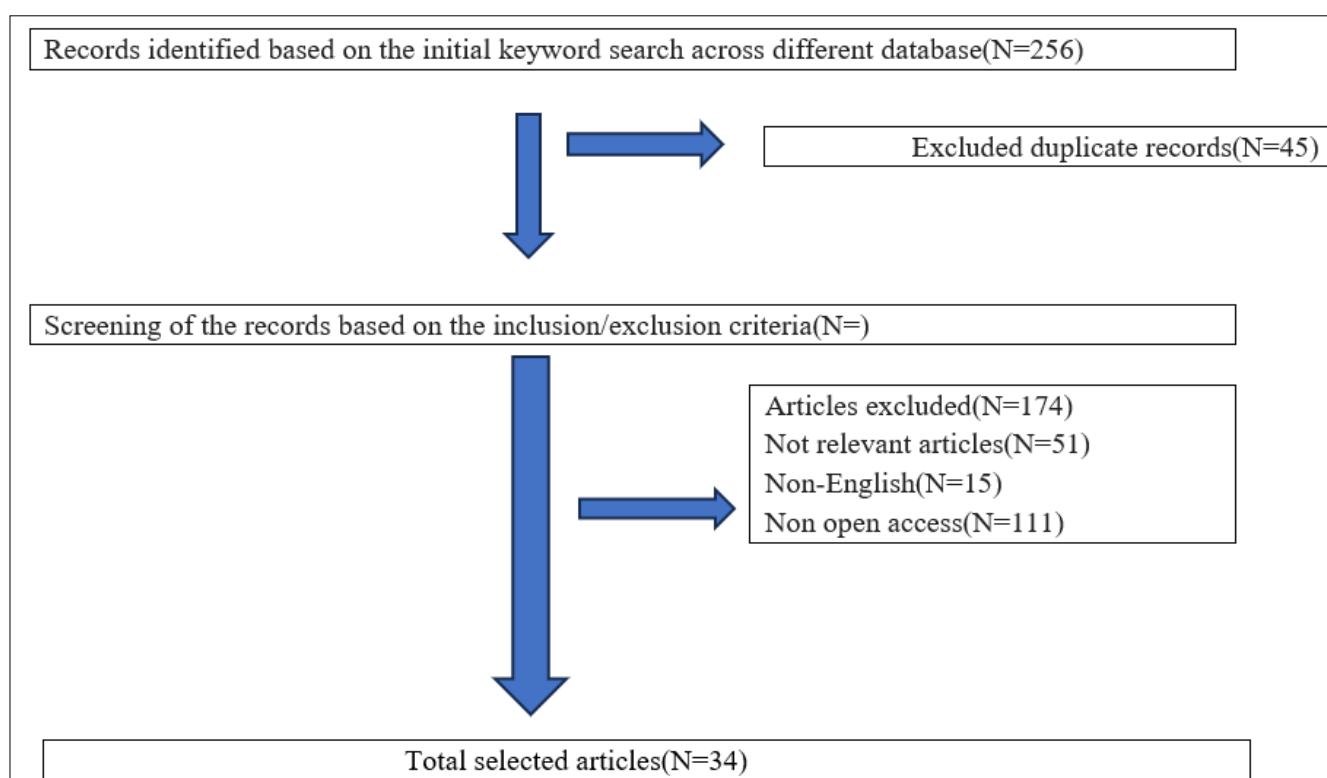 Records identified based on the initial keyword search across different database(N=256)
Excluded duplicate records(N=45)
Screening of the records based on the inclusion/exclusion criteria(N=)
Articles excluded(N=174)
Not relevant articles(N=51)
Non-English(N=15)
Non open access(N=111)
Total selected articles(N=34)